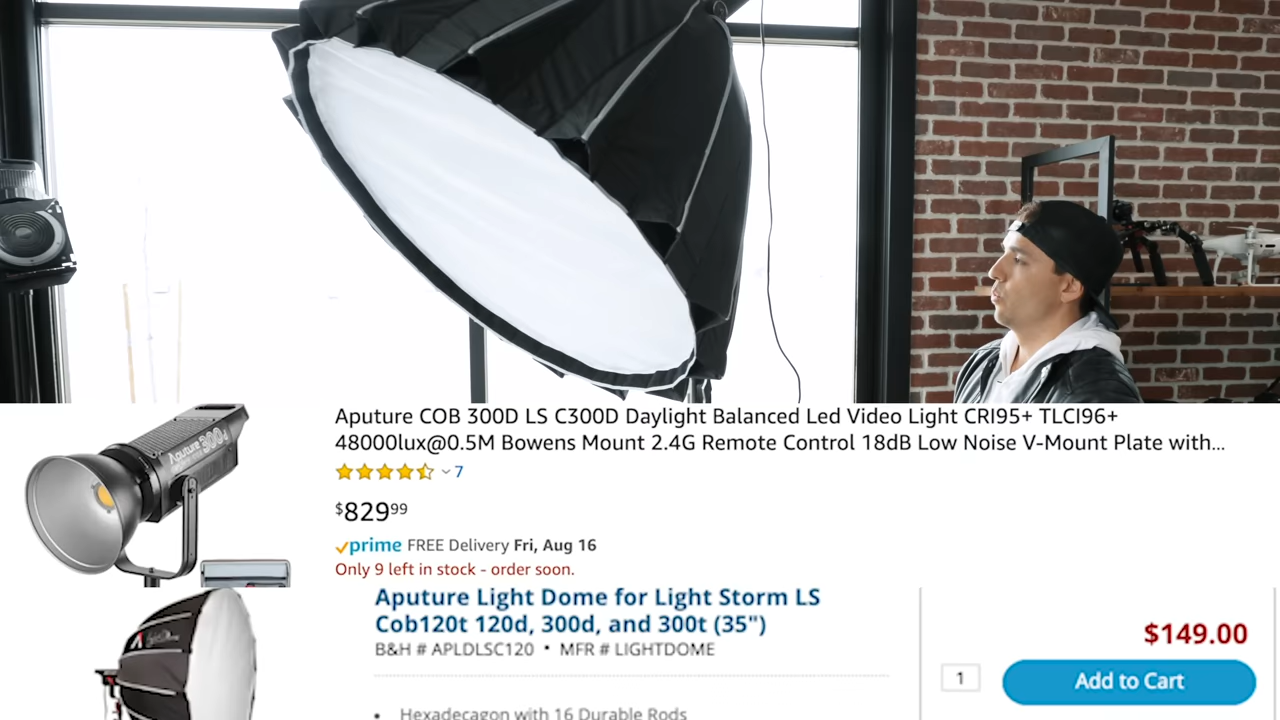 Aputure COB 300D LS C300D Daylight Balanced Led Video Light CRI95+ TLCI96+
48000lux@0.5M Bowens Mount 2.4G Remote Control 18dB Low Noise V-Mount Plate with...
7
$829.99
prime FREE Delivery Fri, Aug 16
Only 9 left in stock - order soon.
Aputure 300d
Aputure Light Dome for Light Storm LS
Cob120t 120d, 300d, and 300t (35")
B&H # APLDLSC120 • MFR # LIGHTDOME
$149.00
1
Add to Cart
• Hexadecagon with 16 Durable Rods